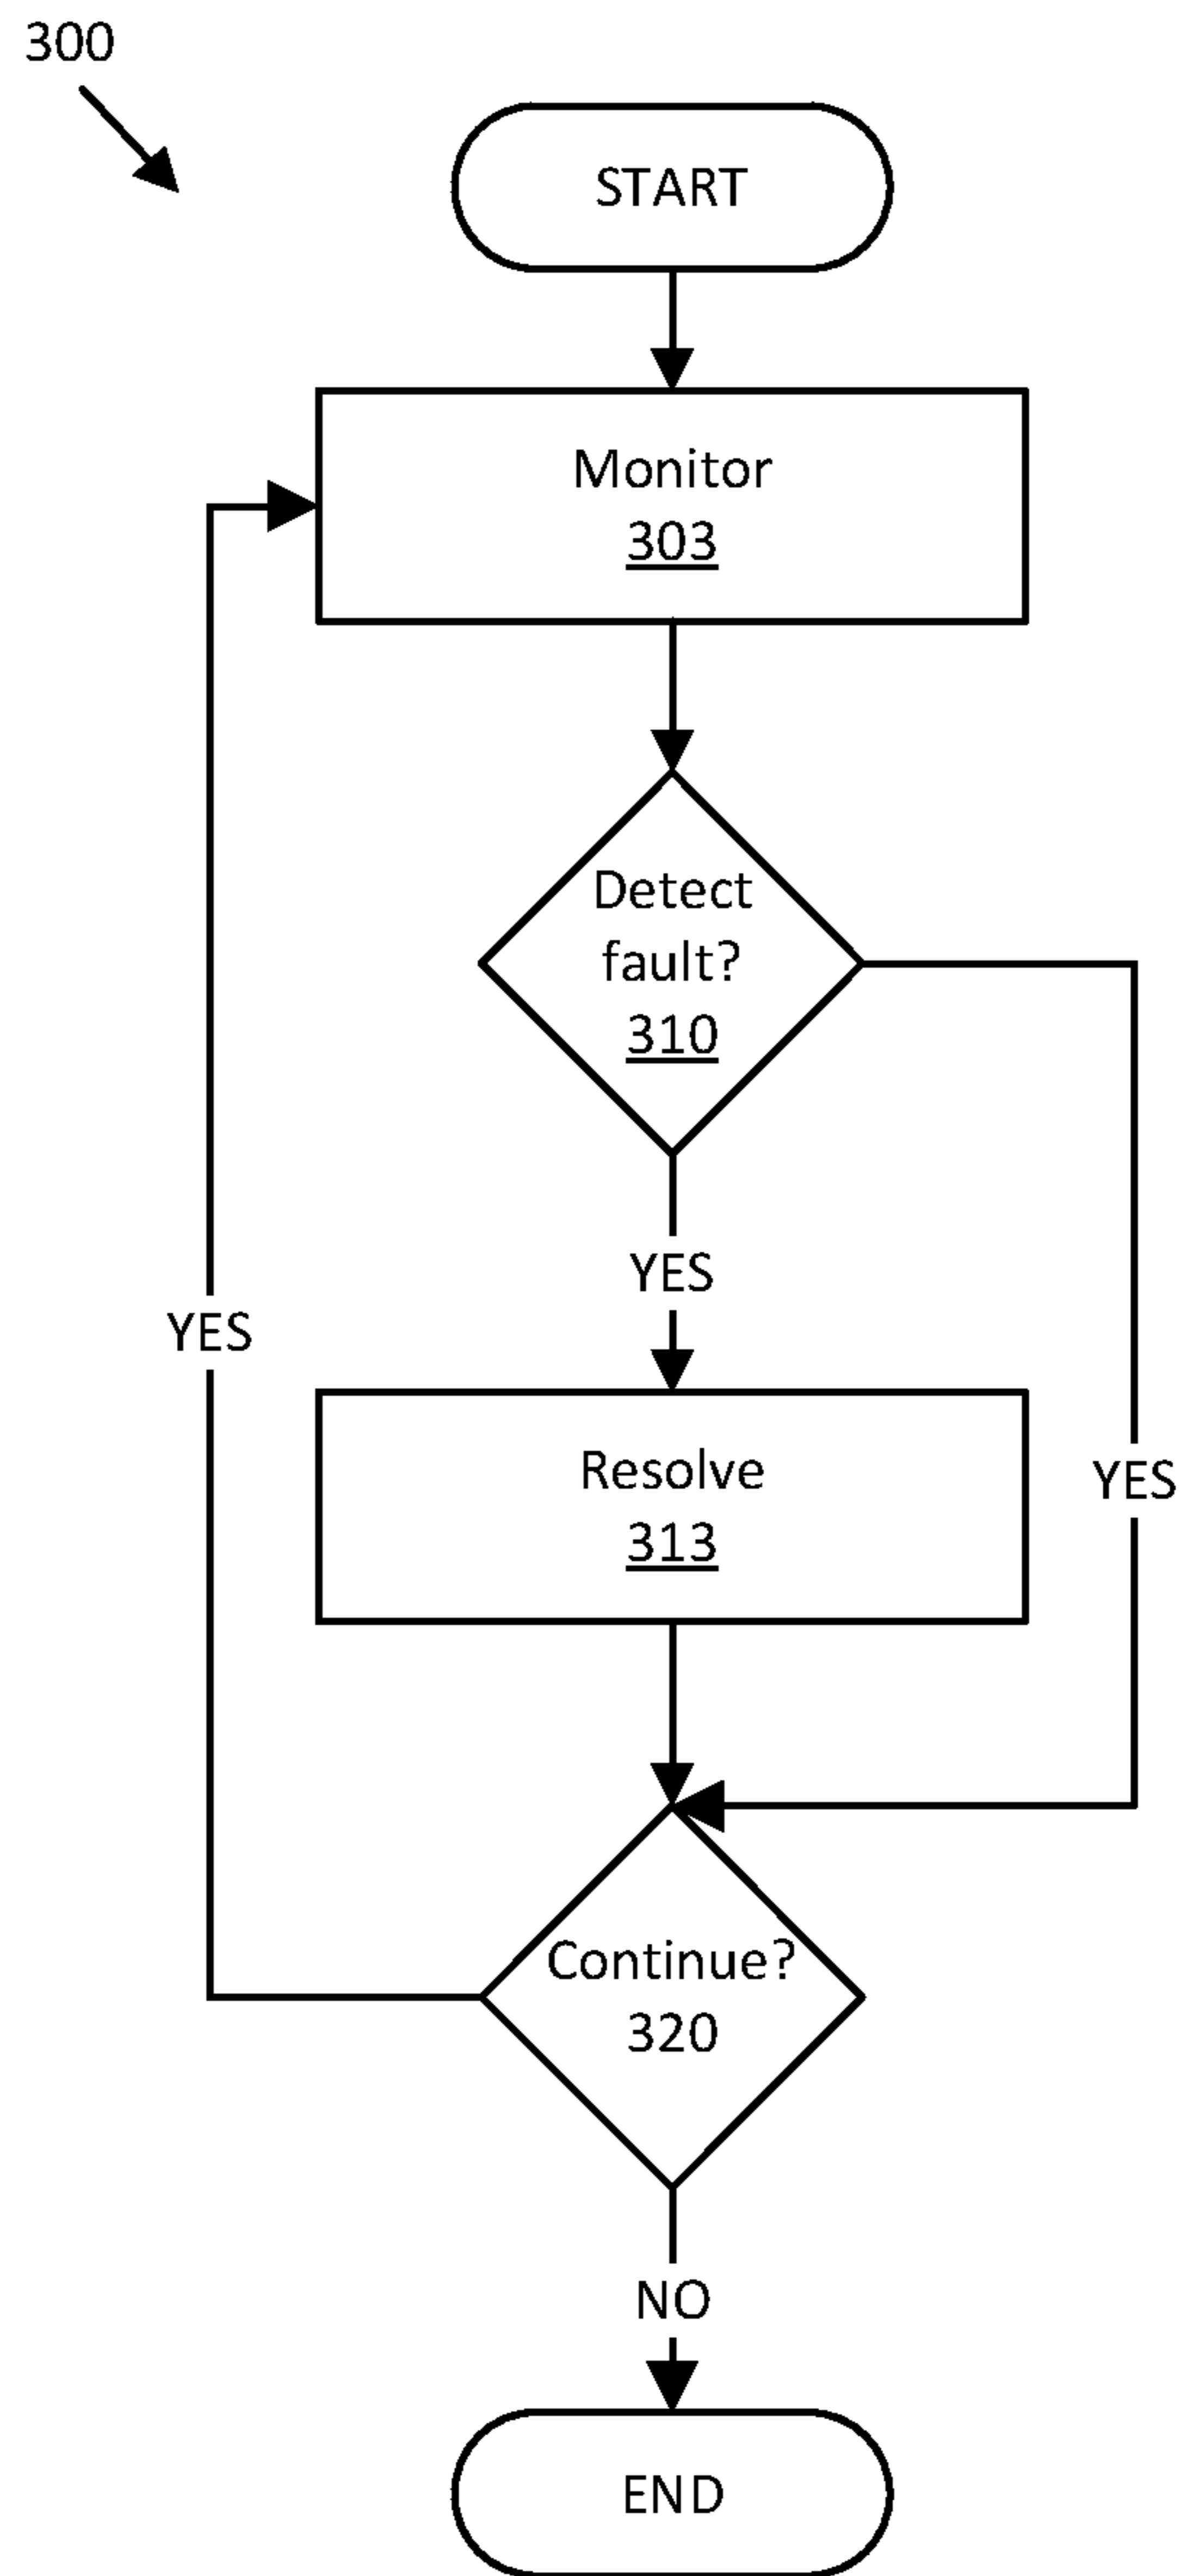 300
START
Monitor
303
Detect
fault?
310
YES
YES
Resolve
313
YES
Continue?
320
NO
END